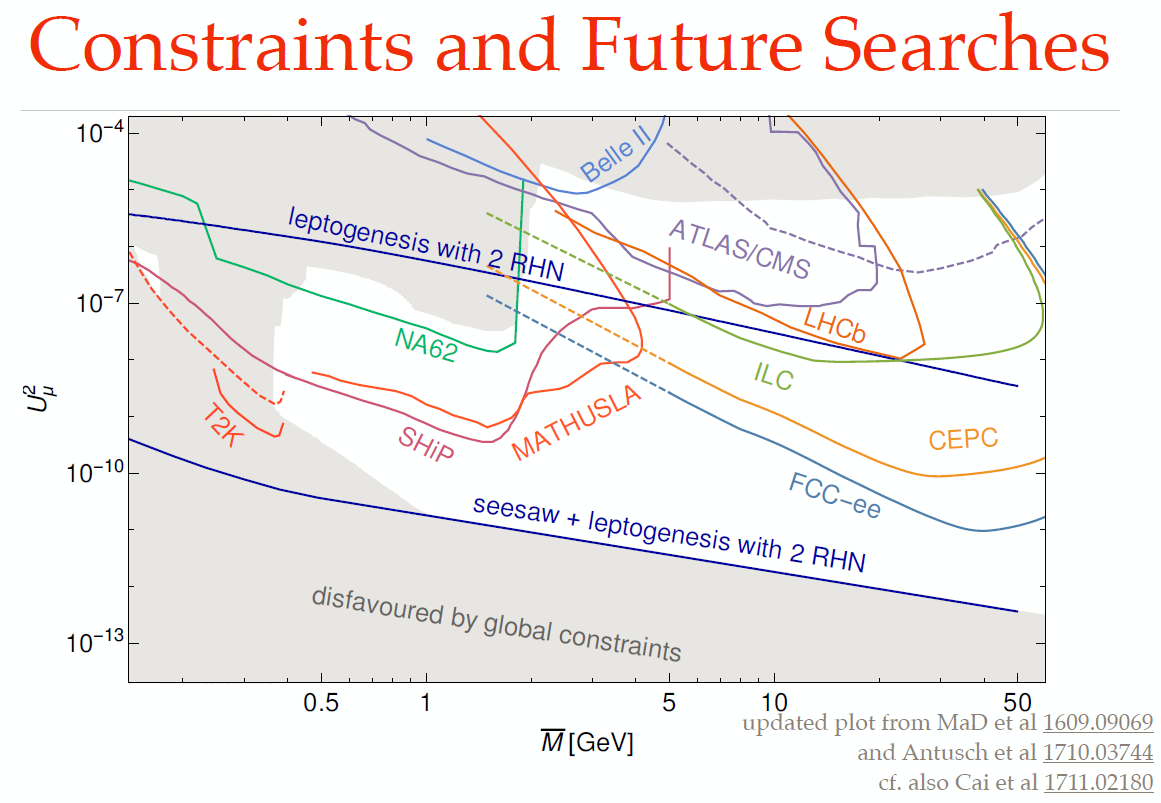 Constraints and Future Searches
10⁻⁴
10⁻⁷
10⁻¹⁰
10⁻¹³
U²μ
Belle II
leptogenesis with 2 RHN
ATLAS/CMS
NA62
LHCb
ILC
T2K
SHiP
MATHUSLA
CEPC
FCC-ee
seesaw + leptogenesis with 2 RHN
disfavoured by global constraints
0.5 1 5 10 50
M̅ [GeV]
updated plot from MaD et al 1609.09069
and Antusch et al 1710.03744
cf. also Cai et al 1711.02180